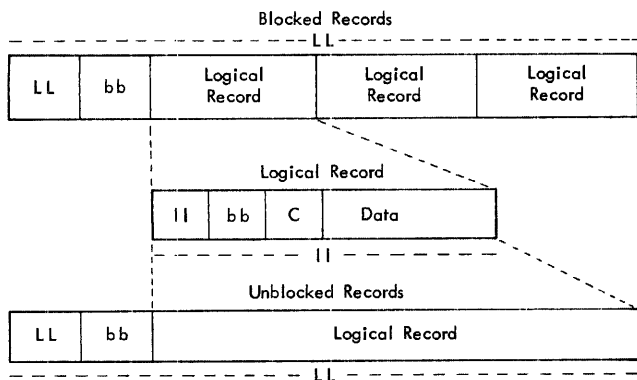 Blocked Records
LL
LL bb Logical Record Logical Record Logical Record
Logical Record
ll bb C Data
ll
Unblocked Records
LL bb Logical Record
LL